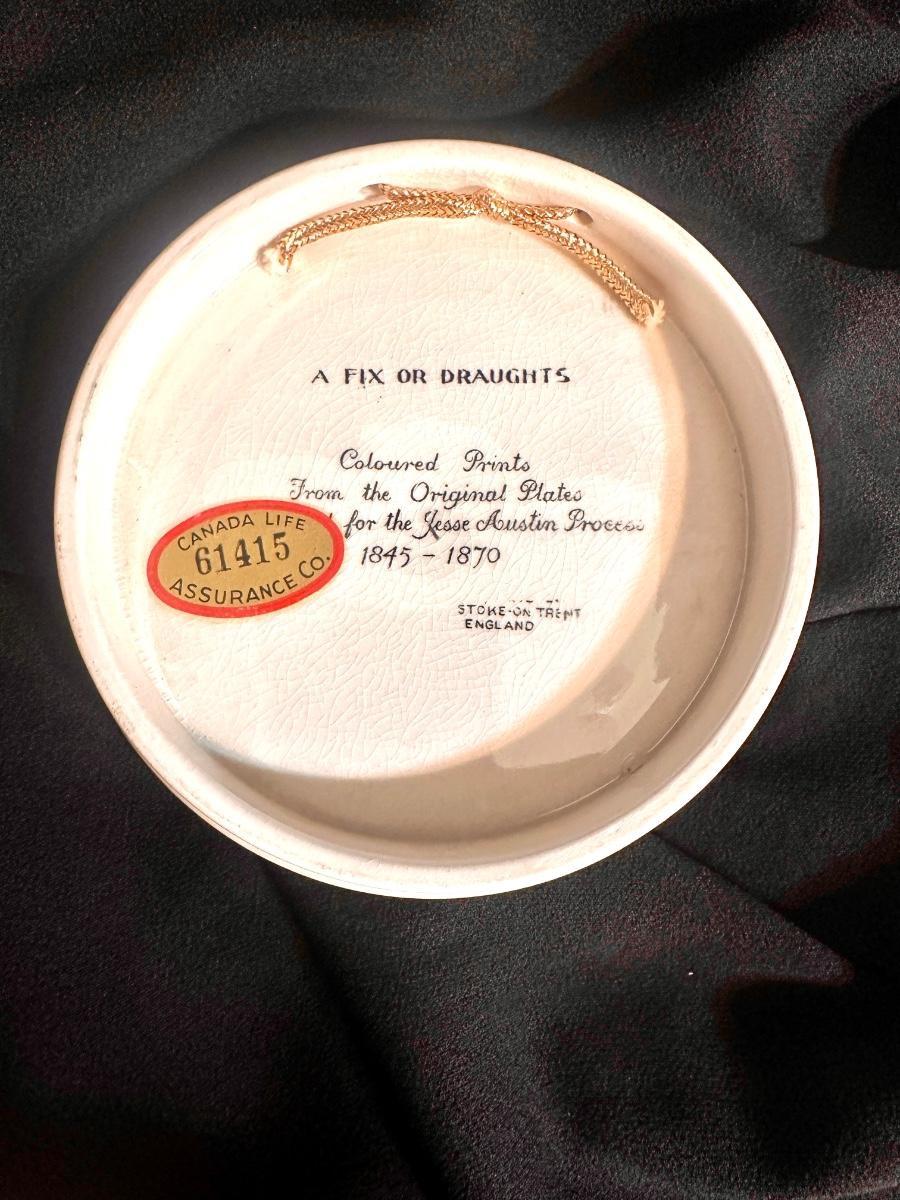 A FIX OR DRAUGHTS
Coloured Prints
From the Original Plates
for the Jesse Austin Process
1845 - 1870
STOKE-ON TRENT
ENGLAND
CANADA LIFE
61415
ASSURANCE Co.